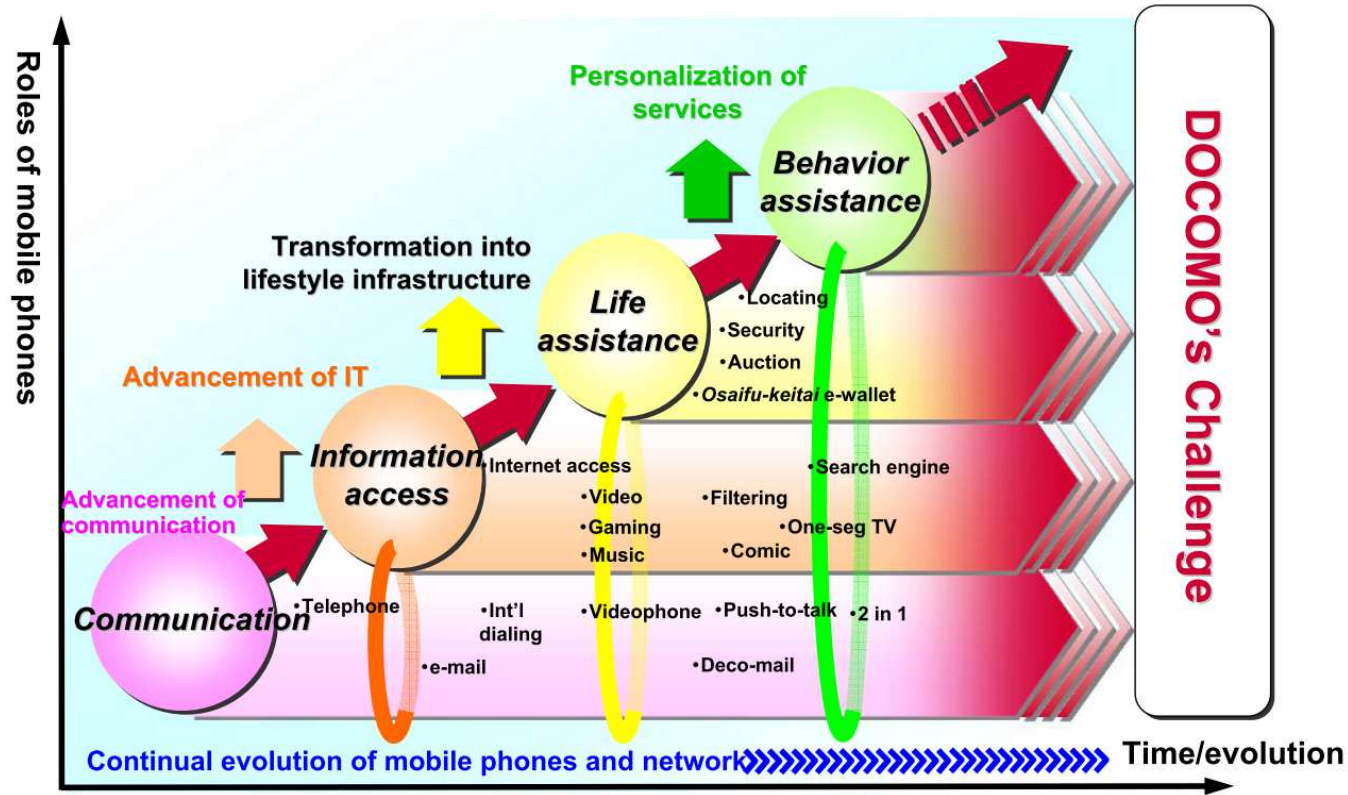 Roles of mobile phones
Personalization of
services
Behavior
assistance
Transformation into
lifestyle infrastructure
Life
assistance
•Locating
•Security
•Auction
•Osaifu-keitai e-wallet
Advancement of IT
Information
access
•Internet access
•Search engine
•Video
•Filtering
•Gaming
•One-seg TV
•Music
•Comic
Advancement of
communication
Communication
•Telephone
•Int'l
dialing
•Videophone
•Push-to-talk
•2 in 1
•e-mail
•Deco-mail
DOCOMO's Challenge
Continual evolution of mobile phones and network
Time/evolution